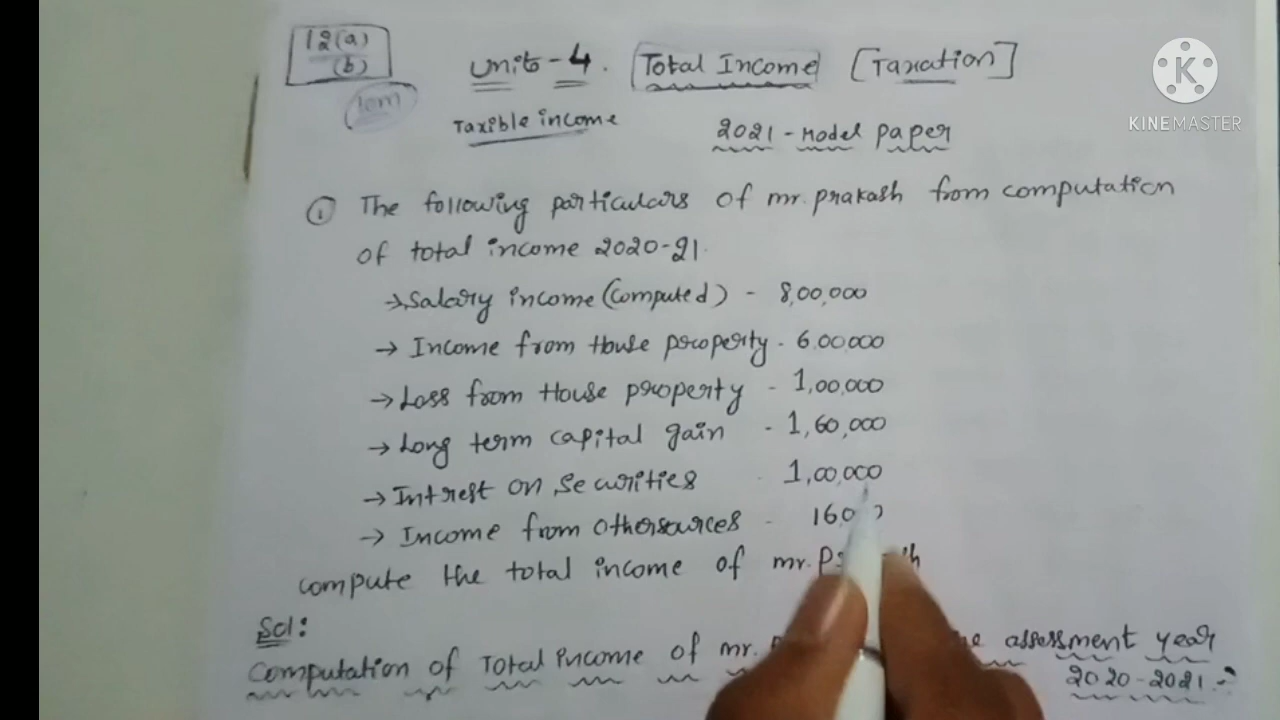 12(a)
(b)
10m
Unit-4. Total Income [Taxation]
Taxible income
2021 - Model Paper
K
KINEMASTER
① The following particulars of mr. prakash from computation
of total income 2020-21.
→ Salary income (computed) - 8,00,000
→ Income from House property - 6,00,000
→ Loss from House property - 1,00,000
→ Long term capital gain - 1,60,000
→ Intrest on Securities - 1,00,000
→ Income from Othersources -
compute the total income of mr.
Sol:
Computation of Total Income of mr. assessment year
2020-2021:-